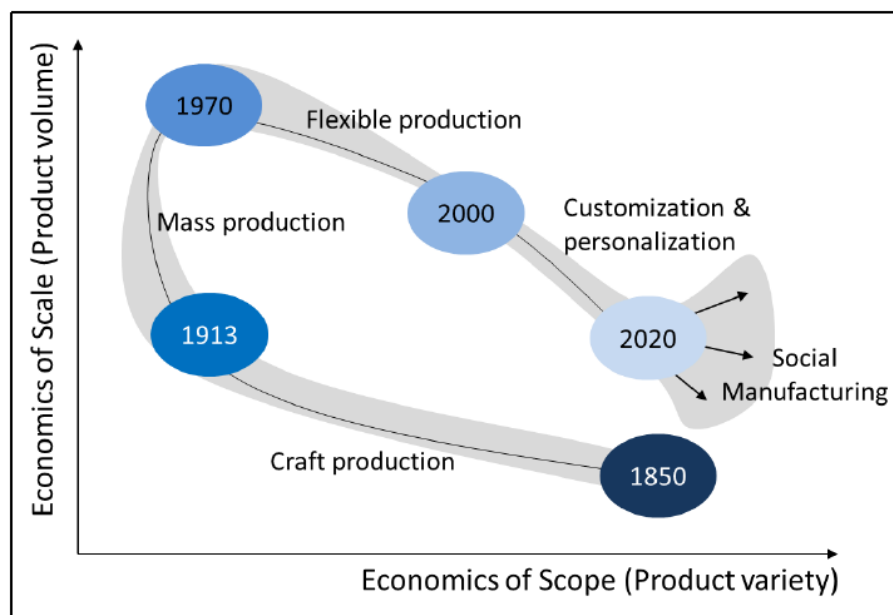 Economics of Scale (Product volume)
1970
Flexible production
Mass production
2000
Customization &
personalization
1913
2020
Social
Manufacturing
Craft production
1850
Economics of Scope (Product variety)